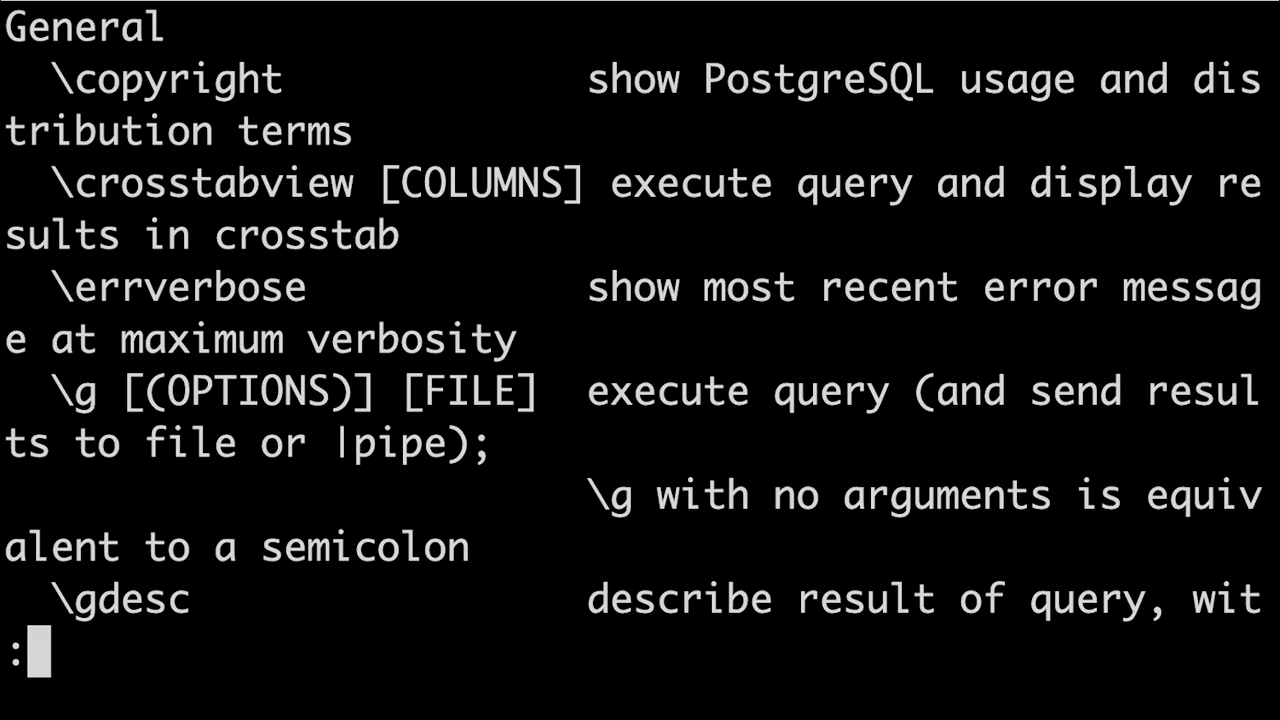 General
  \copyright             show PostgreSQL usage and dis
tribution terms
  \crosstabview [COLUMNS] execute query and display re
sults in crosstab
  \errverbose            show most recent error messag
e at maximum verbosity
  \g [(OPTIONS)] [FILE]  execute query (and send resul
ts to file or |pipe);
                         \g with no arguments is equiv
alent to a semicolon
  \gdesc                 describe result of query, wit
: